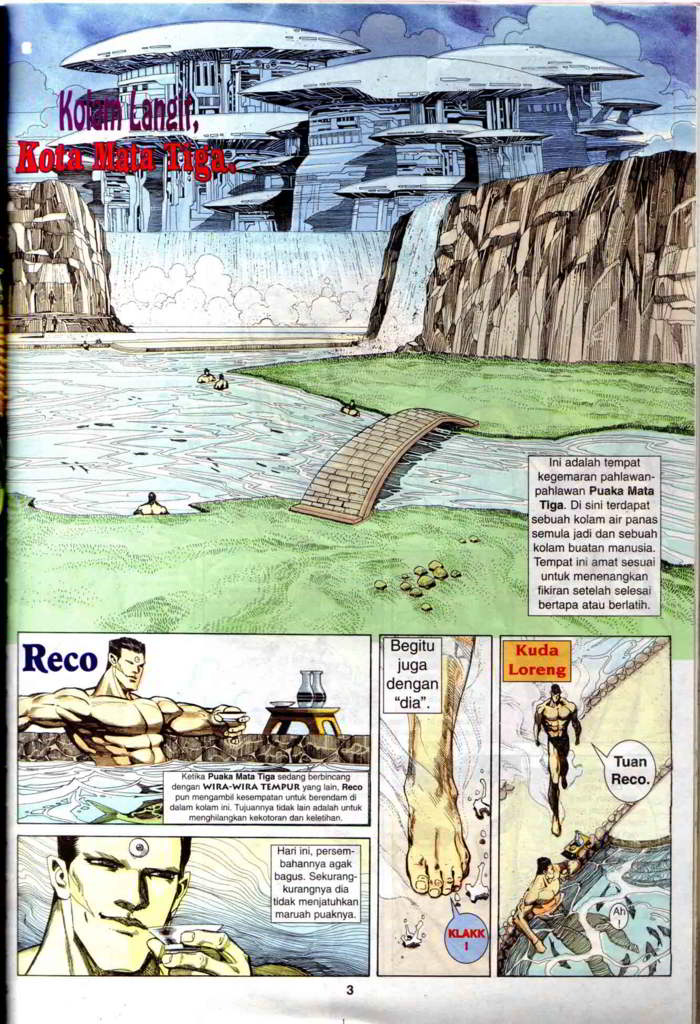 Kolam Langit,
Kota Mata Tiga.
Ini adalah tempat
kegemaran pahlawan-
pahlawan Puaka Mata
Tiga. Di sini terdapat
sebuah kolam air panas
semula jadi dan sebuah
kolam buatan manusia.
Tempat ini amat sesuai
untuk menenangkan
fikiran setelah selesai
bertapa atau berlatih.
Reco
Ketika Puaka Mata Tiga sedang berbincang
dengan WIRA-WIRA TEMPUR yang lain, Reco
pun mengambil kesempatan untuk berendam di
dalam kolam ini. Tujuannya tidak lain adalah untuk
menghilangkan kekotoran dan keletihan.
Hari ini, persem-
bahannya agak
bagus. Sekurang-
kurangnya dia
tidak menjatuhkan
maruah puaknya.
Begitu
juga
dengan
"dia".
KLAKK
!
Kuda
Loreng
Tuan
Reco.
Ah
!
3